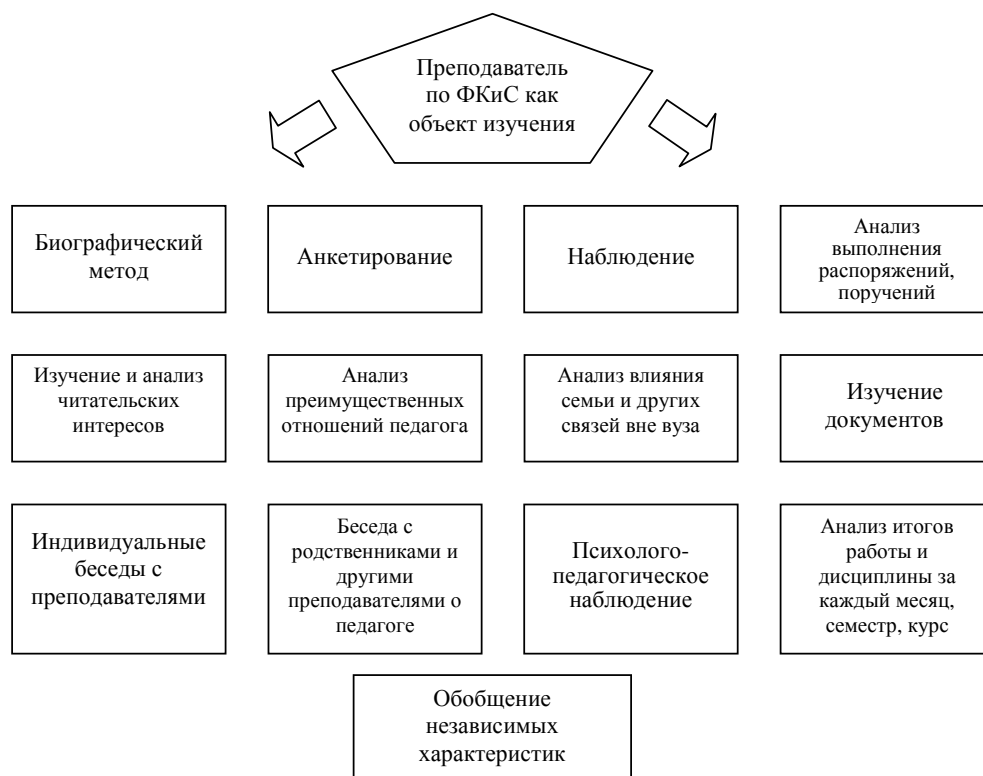 Преподаватель
по ФКиС как
объект изучения
Биографический
метод
Анкетирование
Наблюдение
Анализ
выполнения
распоряжений,
поручений
Изучение и анализ
читательских
интересов
Анализ
преимущественных
отношений педагога
Анализ влияния
семьи и других
связей вне вуза
Изучение
документов
Индивидуальные
беседы с
преподавателями
Беседа с
родственниками и
другими
преподавателями о
педагоге
Психолого-
педагогическое
наблюдение
Анализ итогов
работы и
дисциплины за
каждый месяц,
семестр, курс
Обобщение
независимых
характеристик